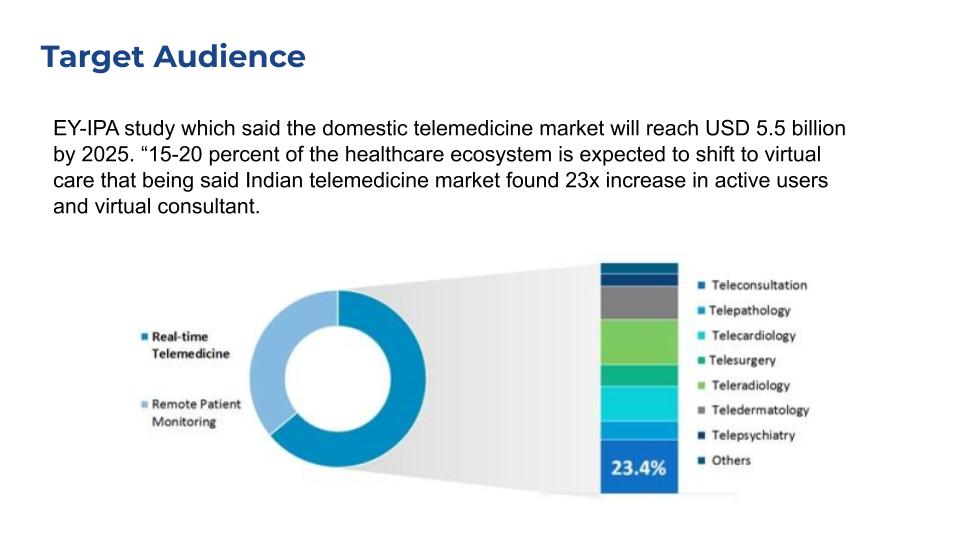 Target Audience
EY-IPA study which said the domestic telemedicine market will reach USD 5.5 billion
by 2025. “15-20 percent of the healthcare ecosystem is expected to shift to virtual
care that being said Indian telemedicine market found 23x increase in active users
and virtual consultant.
Real-time
Telemedicine
Remote Patient
Monitoring
23.4%
Teleconsultation
Telepathology
Telecardiology
Telesurgery
Teleradiology
Teledermatology
Telepsychiatry
Others